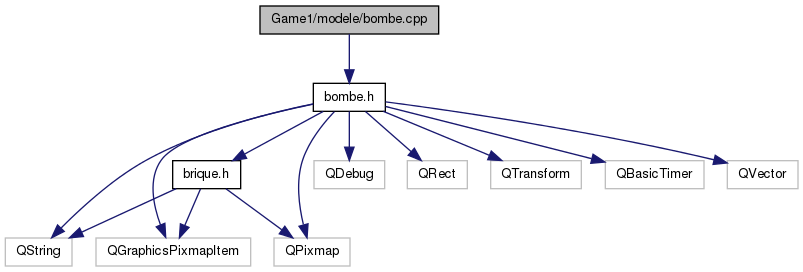 Game1/modele/bombe.cpp
bombe.h
brique.h
QDebug
QRect
QTransform
QBasicTimer
QVector
QString
QGraphicsPixmapItem
QPixmap